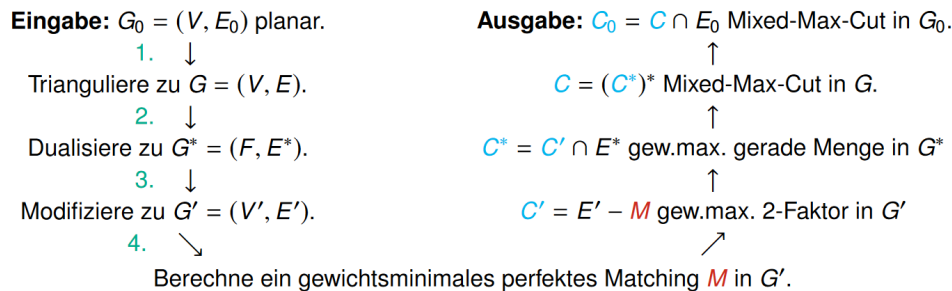 Eingabe: G₀ = (V, E₀) planar.
1. ↓
Trianguliere zu G = (V, E).
2. ↓
Dualisiere zu G* = (F, E*).
3. ↓
Modifiziere zu G′ = (V′, E′).
4. ↘
Berechne ein gewichtsminimales perfektes Matching M in G′.
↗
C′ = E′ − M gew.max. 2-Faktor in G′
↑
C* = C′ ∩ E* gew.max. gerade Menge in G*
↑
C = (C*)* Mixed-Max-Cut in G.
↑
Ausgabe: C₀ = C ∩ E₀ Mixed-Max-Cut in G₀.